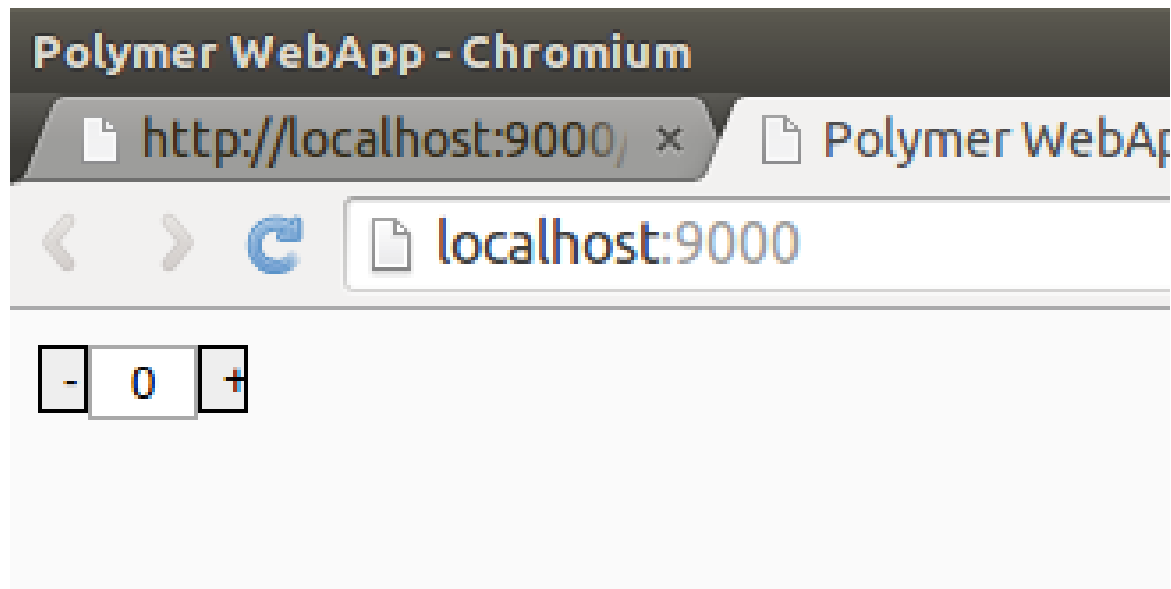 Polymer WebApp - Chromium
http://localhost:9000/ × Polymer WebAp
localhost:9000
- 0 +